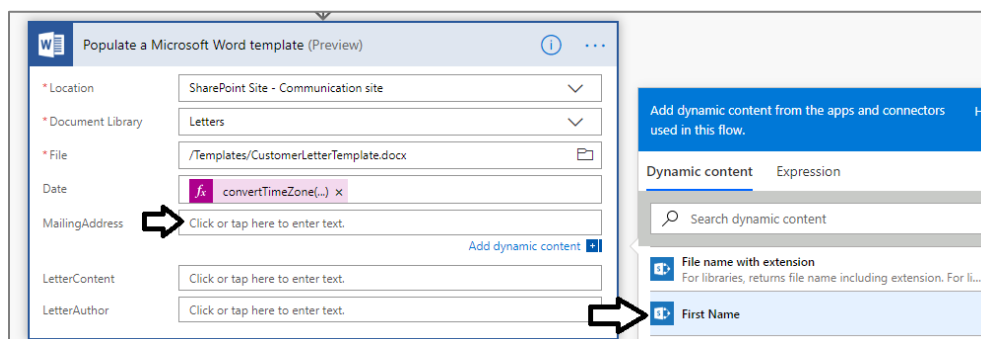 Populate a Microsoft Word template (Preview)
* Location SharePoint Site - Communication site
* Document Library Letters
* File /Templates/CustomerLetterTemplate.docx
Date fx convertTimeZone(...) ×
MailingAddress Click or tap here to enter text.
Add dynamic content +
LetterContent Click or tap here to enter text.
LetterAuthor Click or tap here to enter text.
Add dynamic content from the apps and connectors H
used in this flow.
Dynamic content Expression
Search dynamic content
File name with extension
For libraries, returns file name including extension. For li...
First Name